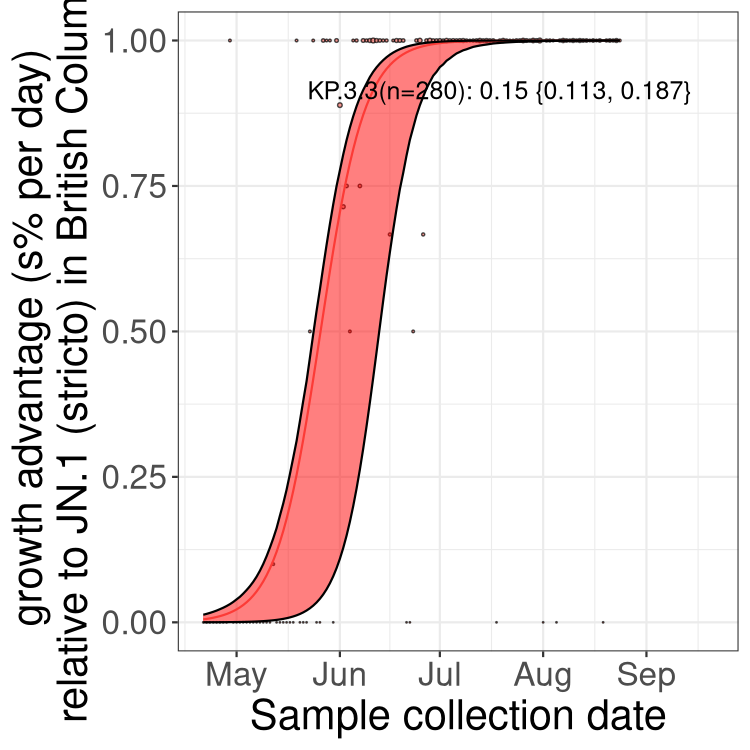 growth advantage (s% per day)
relative to JN.1 (stricto) in British Colum
1.00
0.75
0.50
0.25
0.00
KP.3.3(n=280): 0.15 {0.113, 0.187}
May Jun Jul Aug Sep
Sample collection date